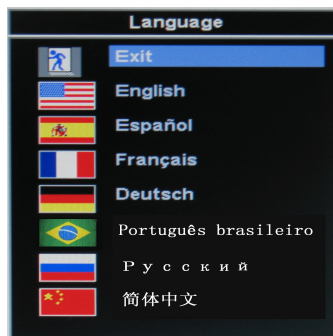 Language
Exit
English
Español
Français
Deutsch
Português brasileiro
Русский
简体中文